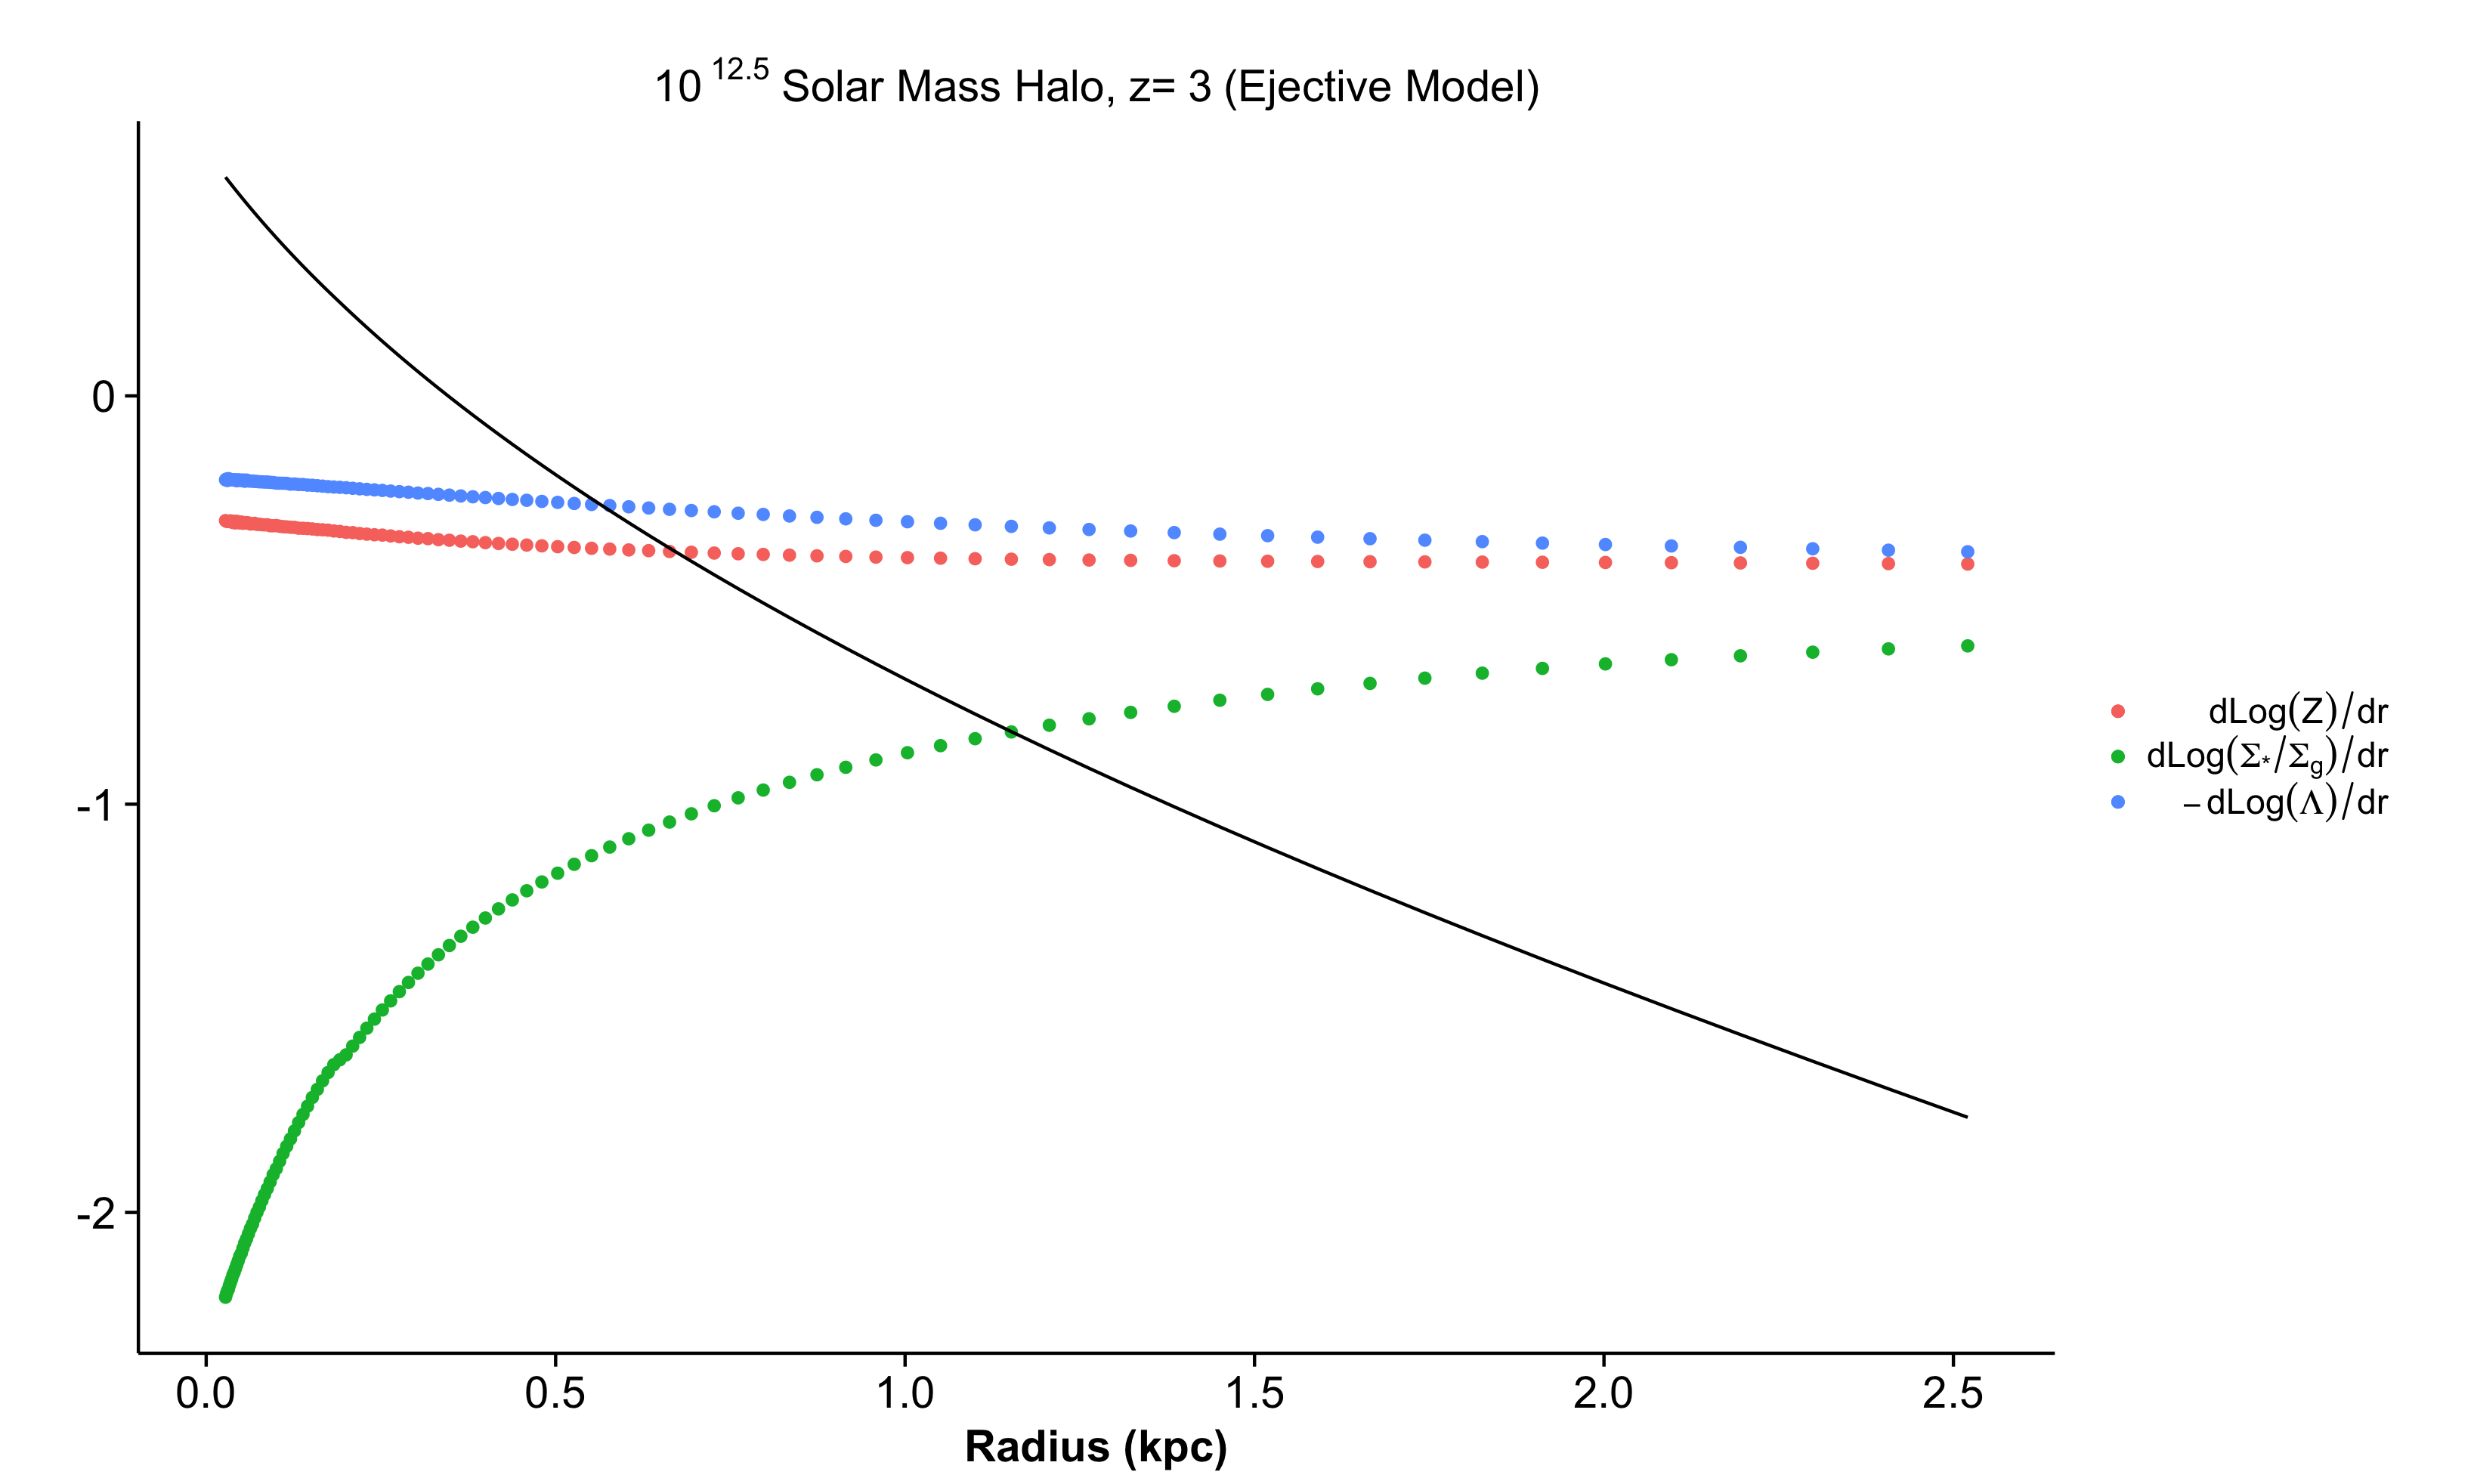 10 12.5 Solar Mass Halo, z= 3 (Ejective Model)
0
-1
-2
0.0 0.5 1.0 1.5 2.0 2.5
Radius (kpc)
dLog(Z)/dr
dLog(Σ*/Σg)/dr
−dLog(Λ)/dr